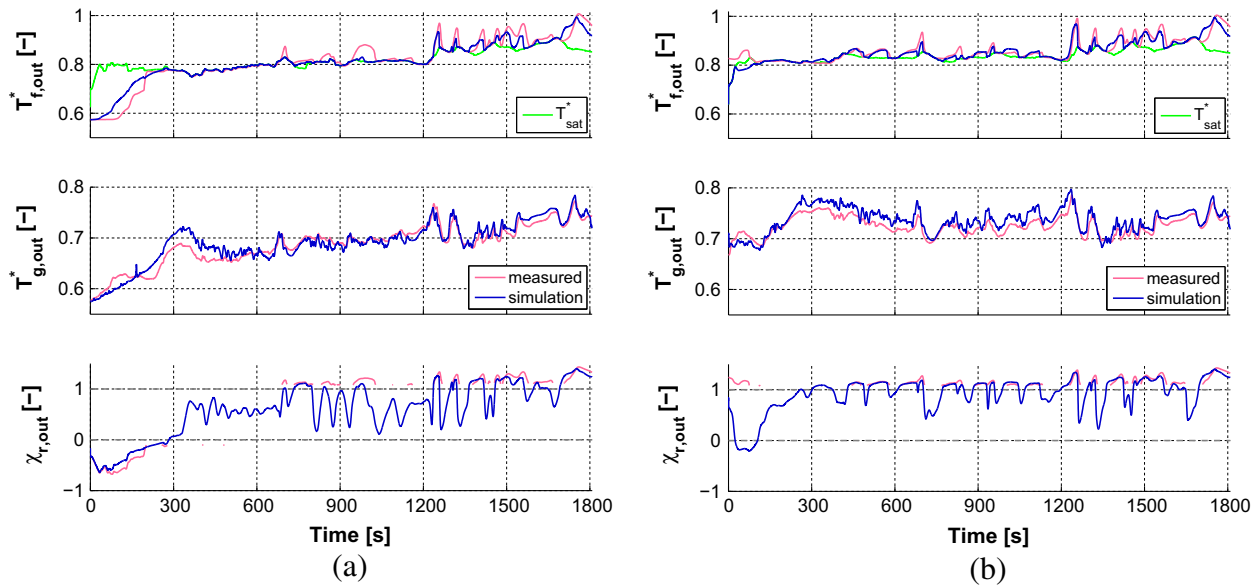 1
0.8
0.6
T*f,out [−]
T*sat
0.8
0.7
0.6
T*g,out [−]
measured
simulation
1
0
−1
χr,out [−]
0 300 600 900 1200 1500 1800
Time [s]
(a)
1
0.8
0.6
T*f,out [−]
T*sat
0.8
0.7
0.6
T*g,out [−]
measured
simulation
1
0
−1
χr,out [−]
0 300 600 900 1200 1500 1800
Time [s]
(b)